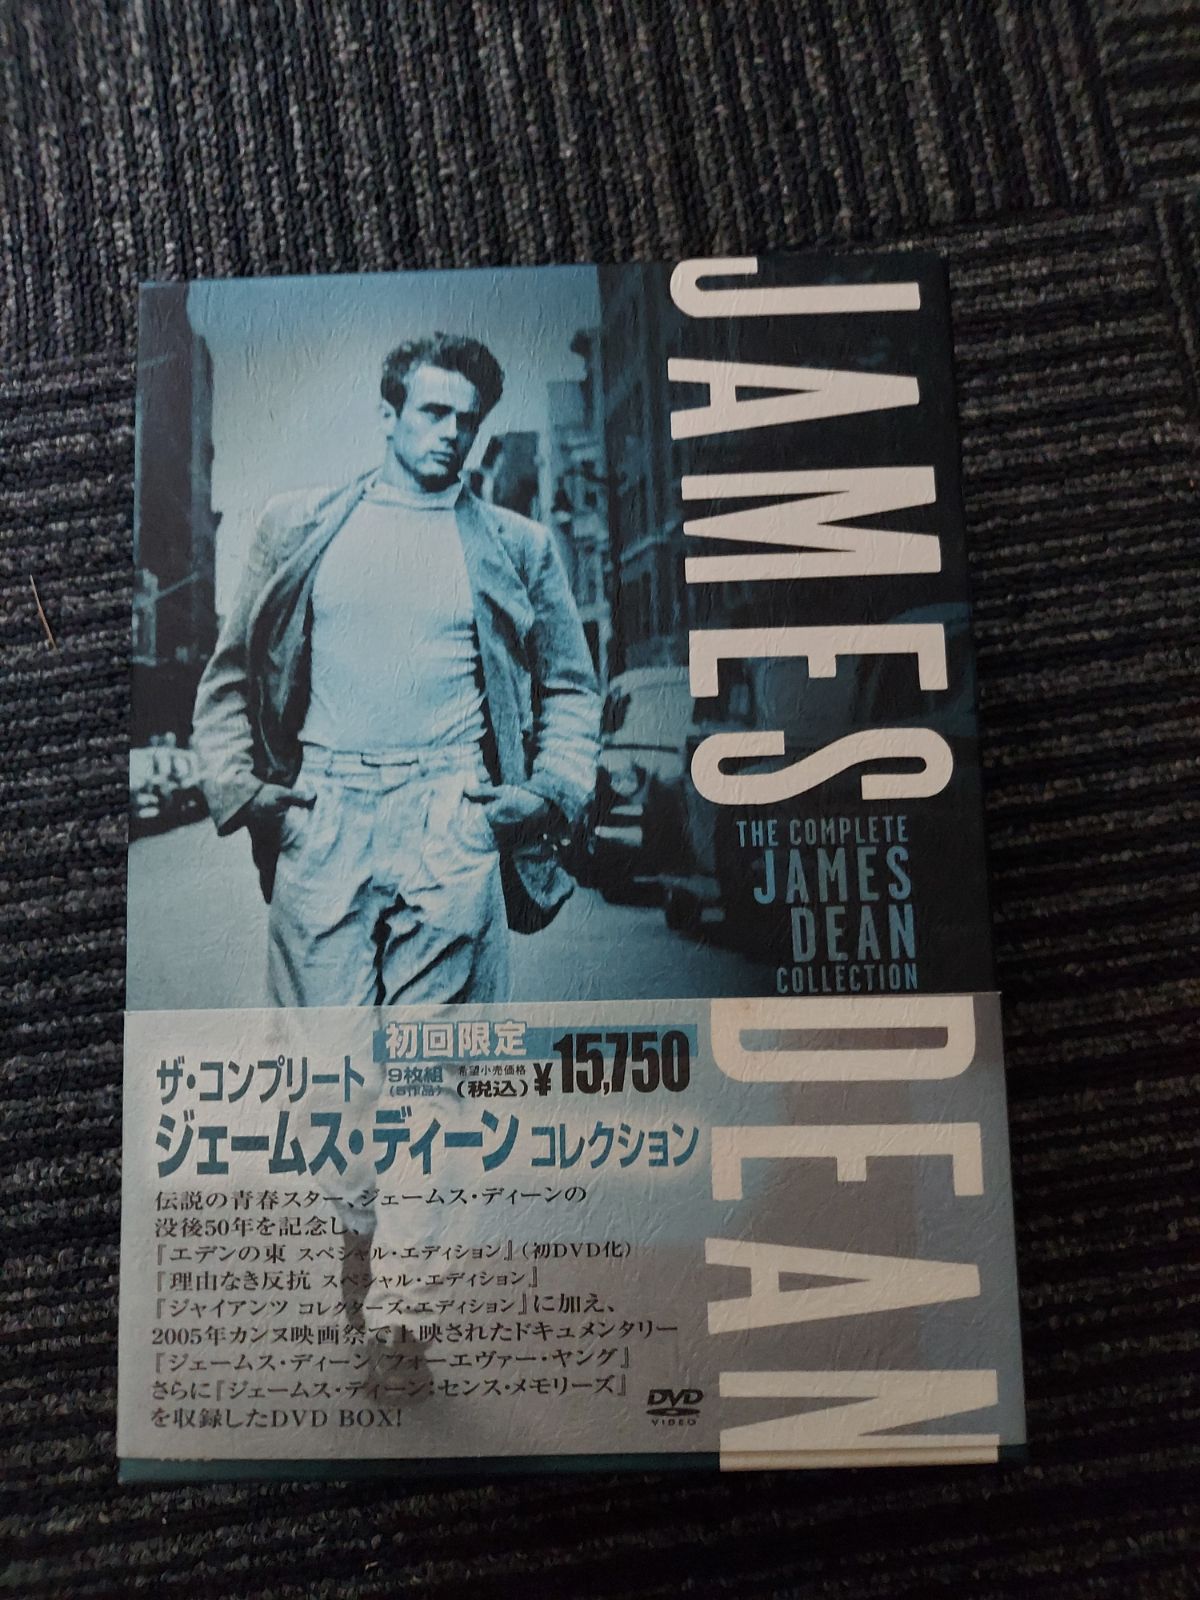 JAMES DEAN
THE COMPLETE
JAMES
DEAN
COLLECTION
初回限定
ザ・コンプリート
9枚組
(5作品)
希望小売価格
(税込)
¥15,750
ジェームス・ディーン コレクション
伝説の青春スター、ジェームス・ディーンの
没後50年を記念し、
『エデンの東 スペシャル・エディション』(初DVD化)
『理由なき反抗 スペシャル・エディション』
『ジャイアンツ コレクターズ・エディション』に加え、
2005年カンヌ映画祭で上映されたドキュメンタリー
『ジェームス・ディーン/フォーエヴァー・ヤング』
さらに『ジェームス・ディーン:センス・メモリーズ』
を収録したDVD BOX!
DVD
VIDEO